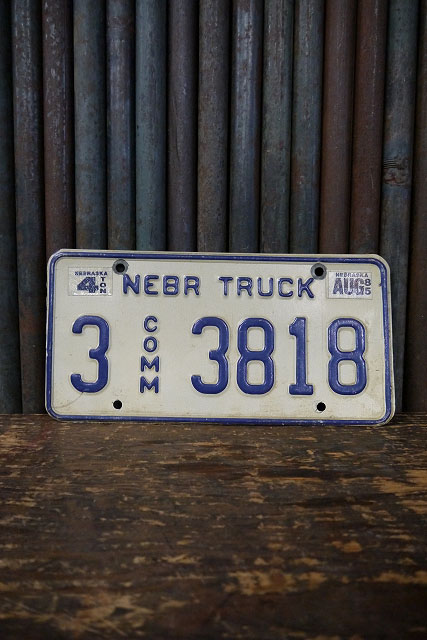 NEBRASKA
4 TON
NEBR TRUCK
NEBRASKA
AUG 85
3 COMM 3818